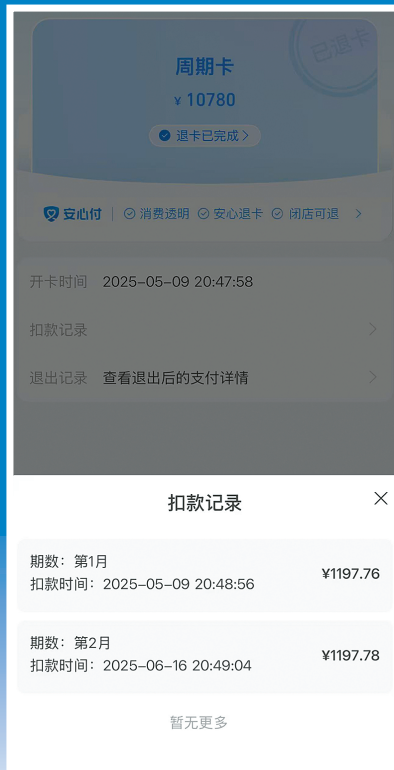 已退卡
周期卡
¥ 10780
退卡已完成
安心付 消费透明 安心退卡 闭店可退
开卡时间 2025-05-09 20:47:58
扣款记录
退出记录 查看退出后的支付详情
扣款记录
期数：第1月
扣款时间：2025-05-09 20:48:56
¥1197.76
期数：第2月
扣款时间：2025-06-16 20:49:04
¥1197.78
暂无更多